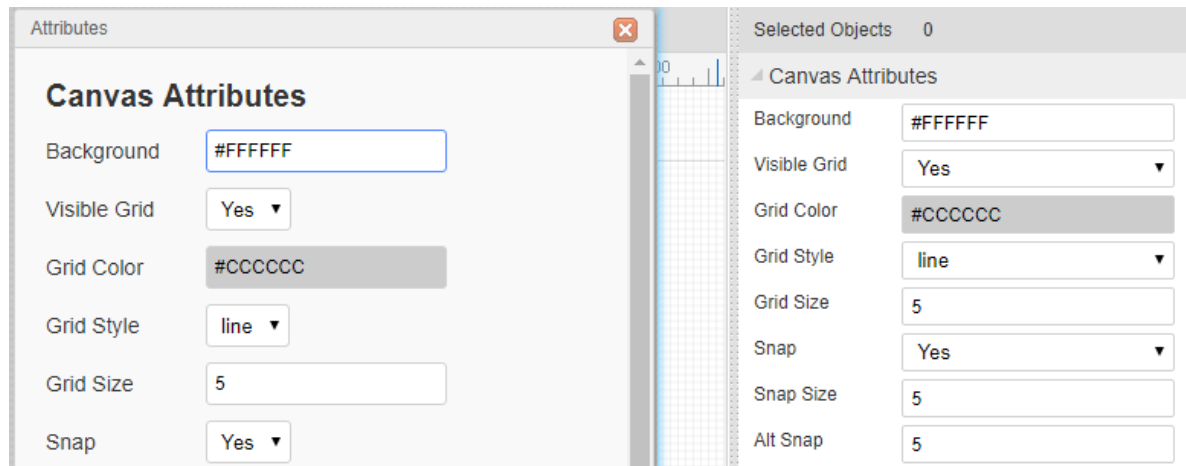 Attributes
Canvas Attributes
Background #FFFFFF
Visible Grid Yes
Grid Color #CCCCCC
Grid Style line
Grid Size 5
Snap Yes
Selected Objects 0
Canvas Attributes
Background #FFFFFF
Visible Grid Yes
Grid Color #CCCCCC
Grid Style line
Grid Size 5
Snap Yes
Snap Size 5
Alt Snap 5